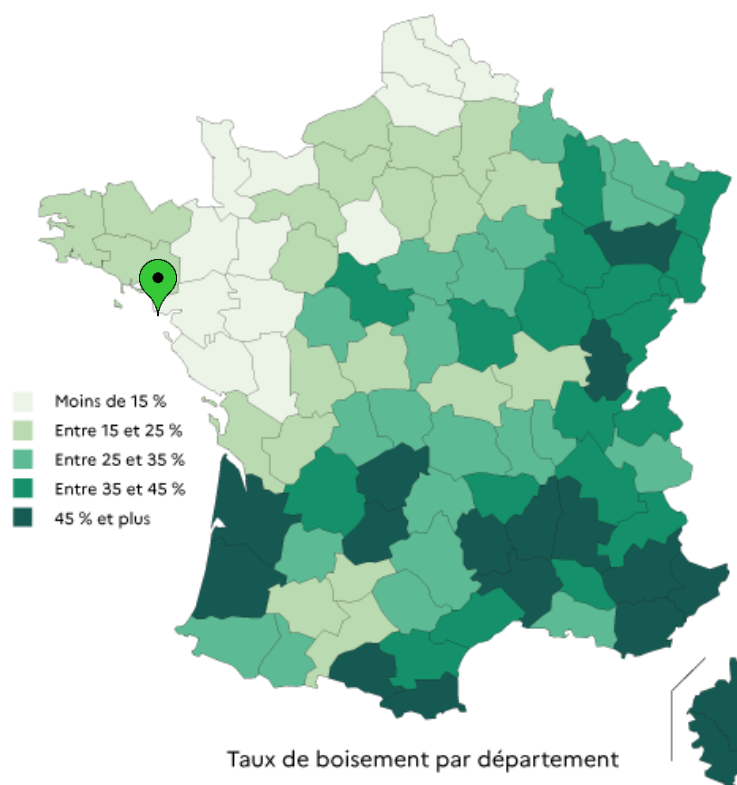 Moins de 15 %
Entre 15 et 25 %
Entre 25 et 35 %
Entre 35 et 45 %
45 % et plus
Taux de boisement par département